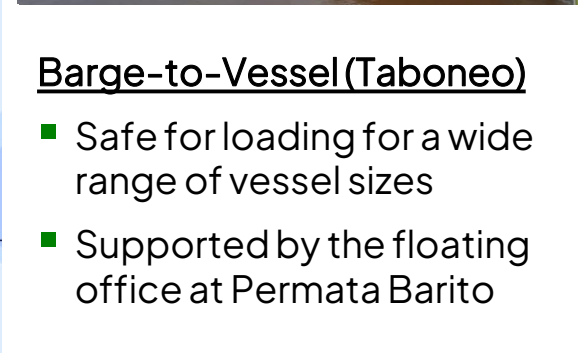 Barge-to-Vessel (Taboneo)
Safe for loading for a wide
range of vessel sizes
Supported by the floating
office at Permata Barito